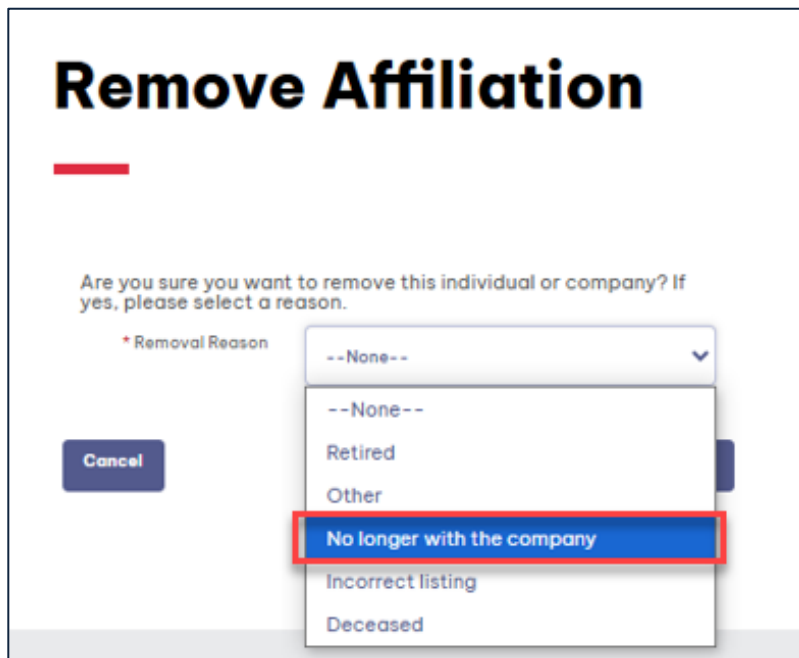 Remove Affiliation
Are you sure you want to remove this individual or company? If
yes, please select a reason.
* Removal Reason
--None--
--None--
Retired
Other
No longer with the company
Incorrect listing
Deceased
Cancel